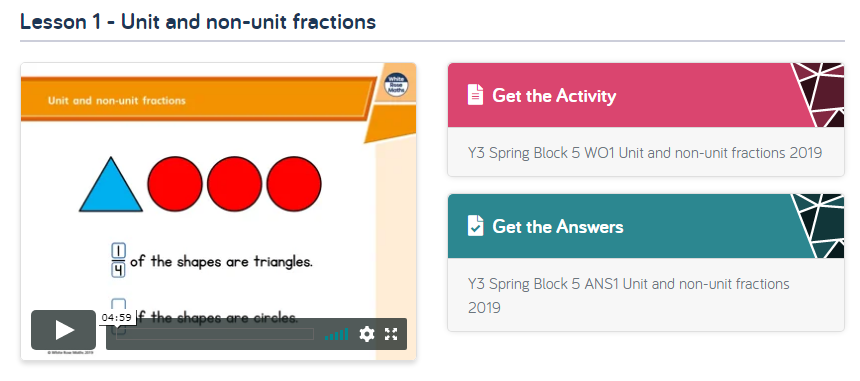 Lesson 1 - Unit and non-unit fractions
Unit and non-unit fractions
White
Rose
Maths
1
4
of the shapes are triangles.
of the shapes are circles.
04:59
© White Rose Maths 2019
Get the Activity
Y3 Spring Block 5 WO1 Unit and non-unit fractions 2019
Get the Answers
Y3 Spring Block 5 ANS1 Unit and non-unit fractions
2019